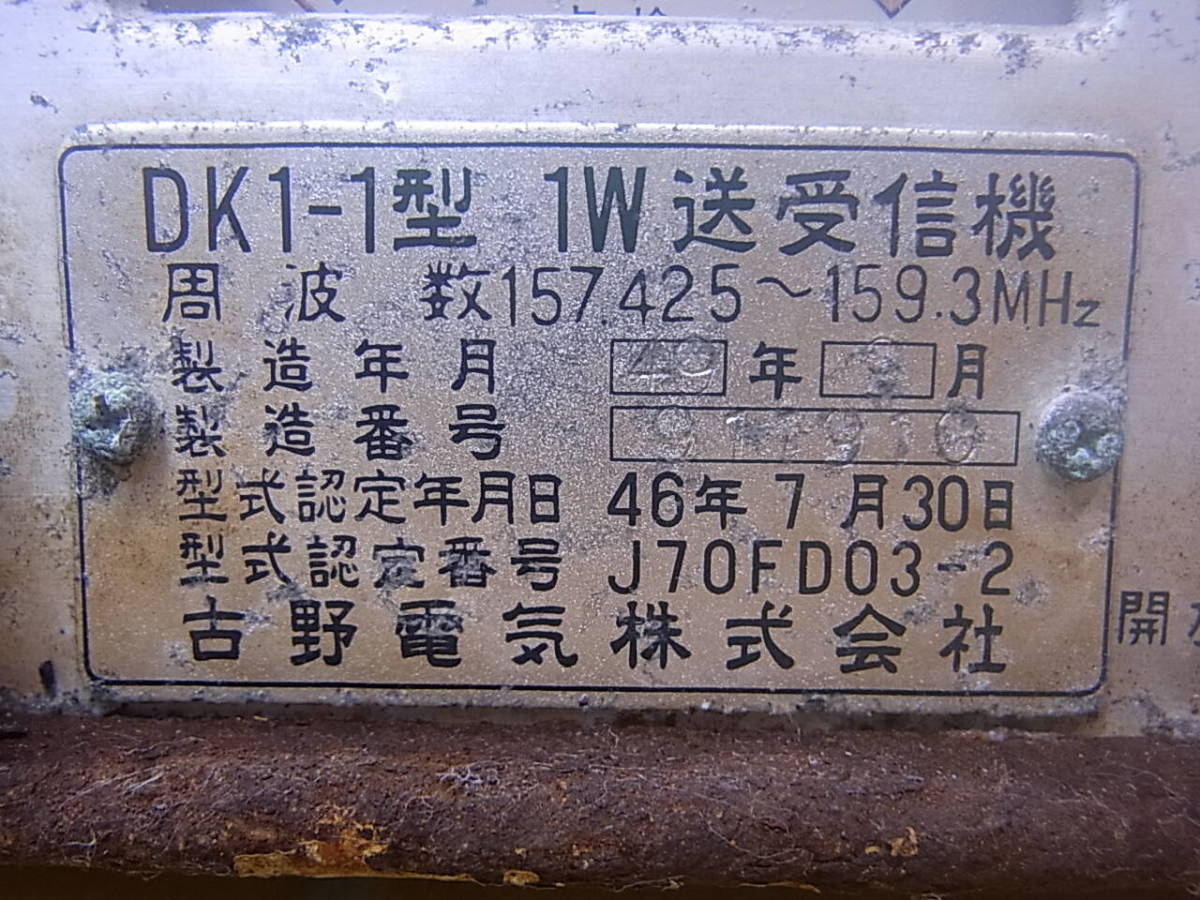 DK1-1型 1W送受信機
周波数157.425～159.3MHz
製造年月 年 月
製造番号
型式認定年月日 46年7月30日
型式認定番号 J70FD03-2
古野電気株式会社
開